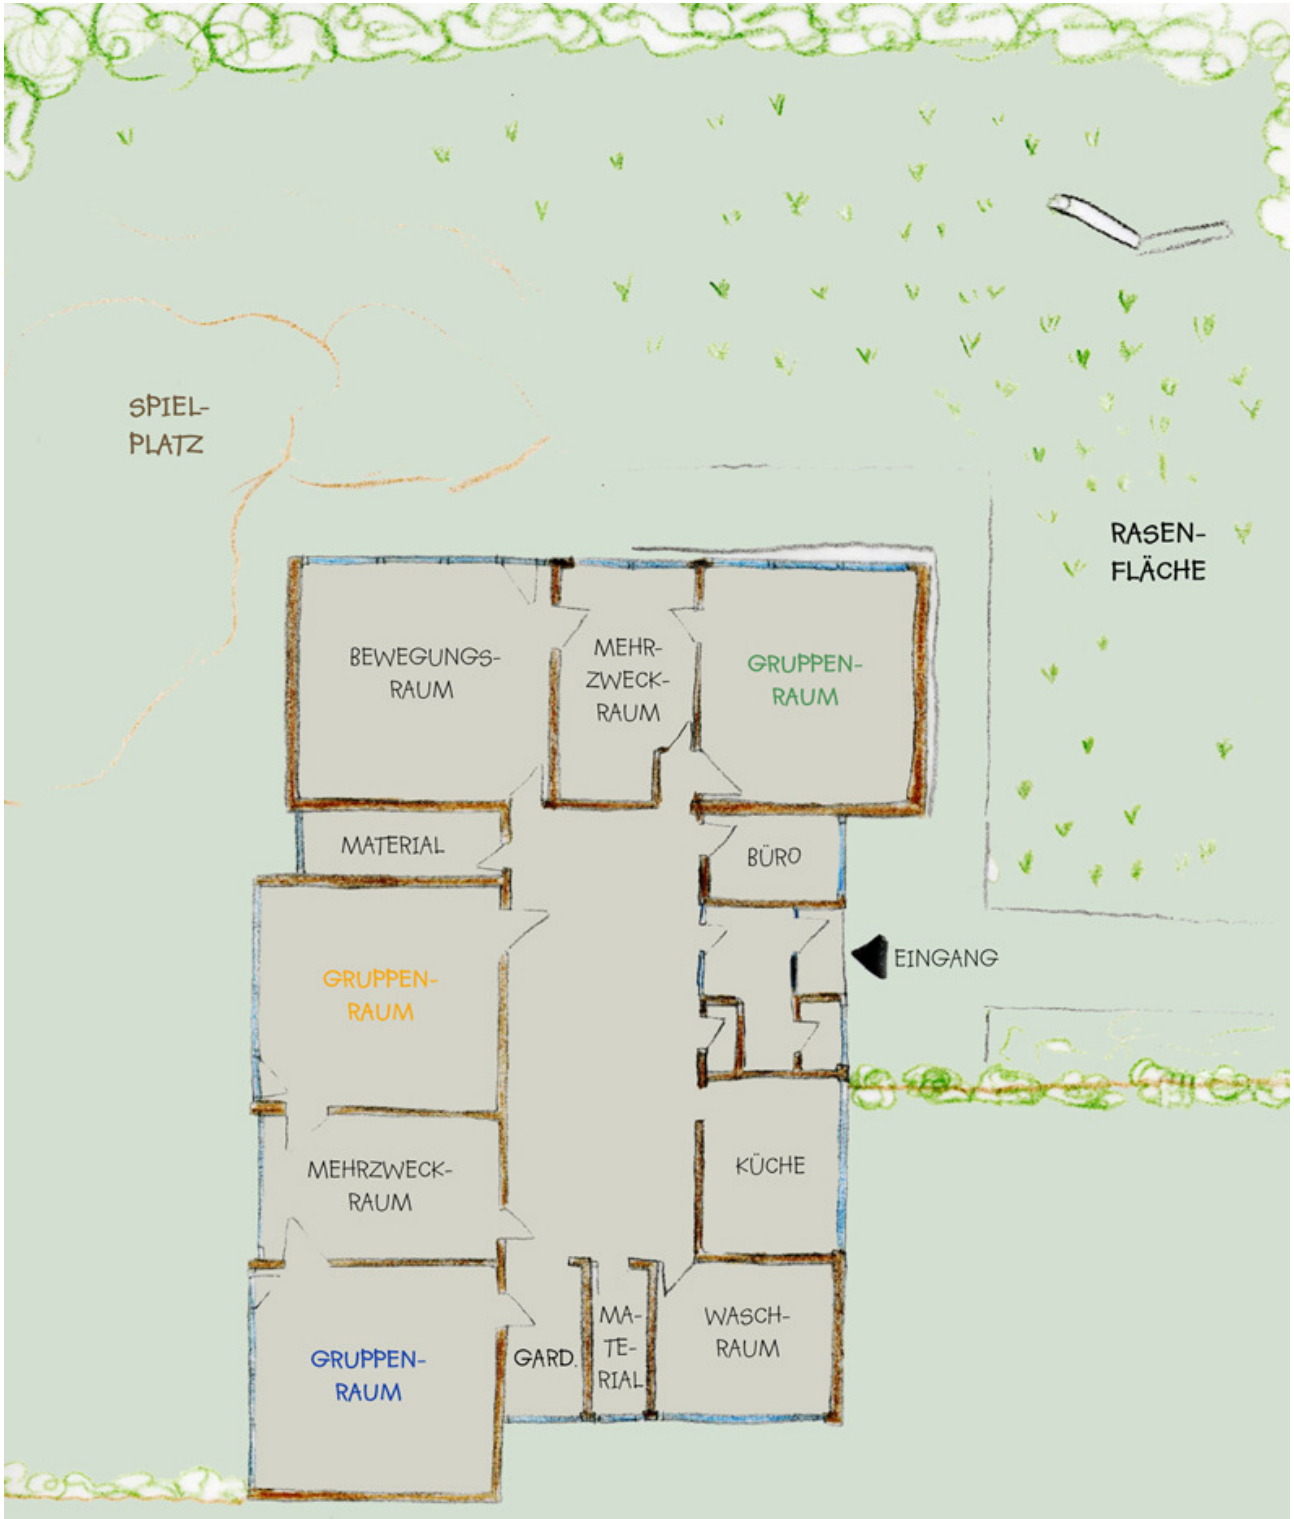 SPIEL-
PLATZ
RASEN-
FLÄCHE
BEWEGUNGS-
RAUM
MEHR-
ZWECK-
RAUM
GRUPPEN-
RAUM
MATERIAL
BÜRO
GRUPPEN-
RAUM
EINGANG
MEHRZWECK-
RAUM
KÜCHE
GRUPPEN-
RAUM
GARD.
MA-
TE-
RIAL
WASCH-
RAUM